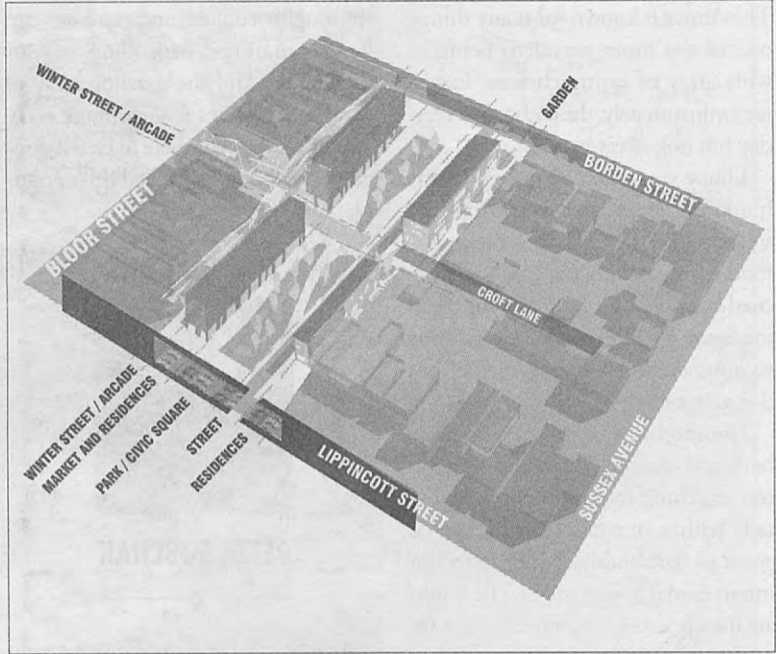 WINTER STREET / ARCADE
GARDEN
BORDEN STREET
BLOOR STREET
CROFT LANE
WINTER STREET / ARCADE
MARKET AND RESIDENCES
PARK / CIVIC SQUARE
STREET
RESIDENCES
LIPPINCOTT STREET
SUSSEX AVENUE